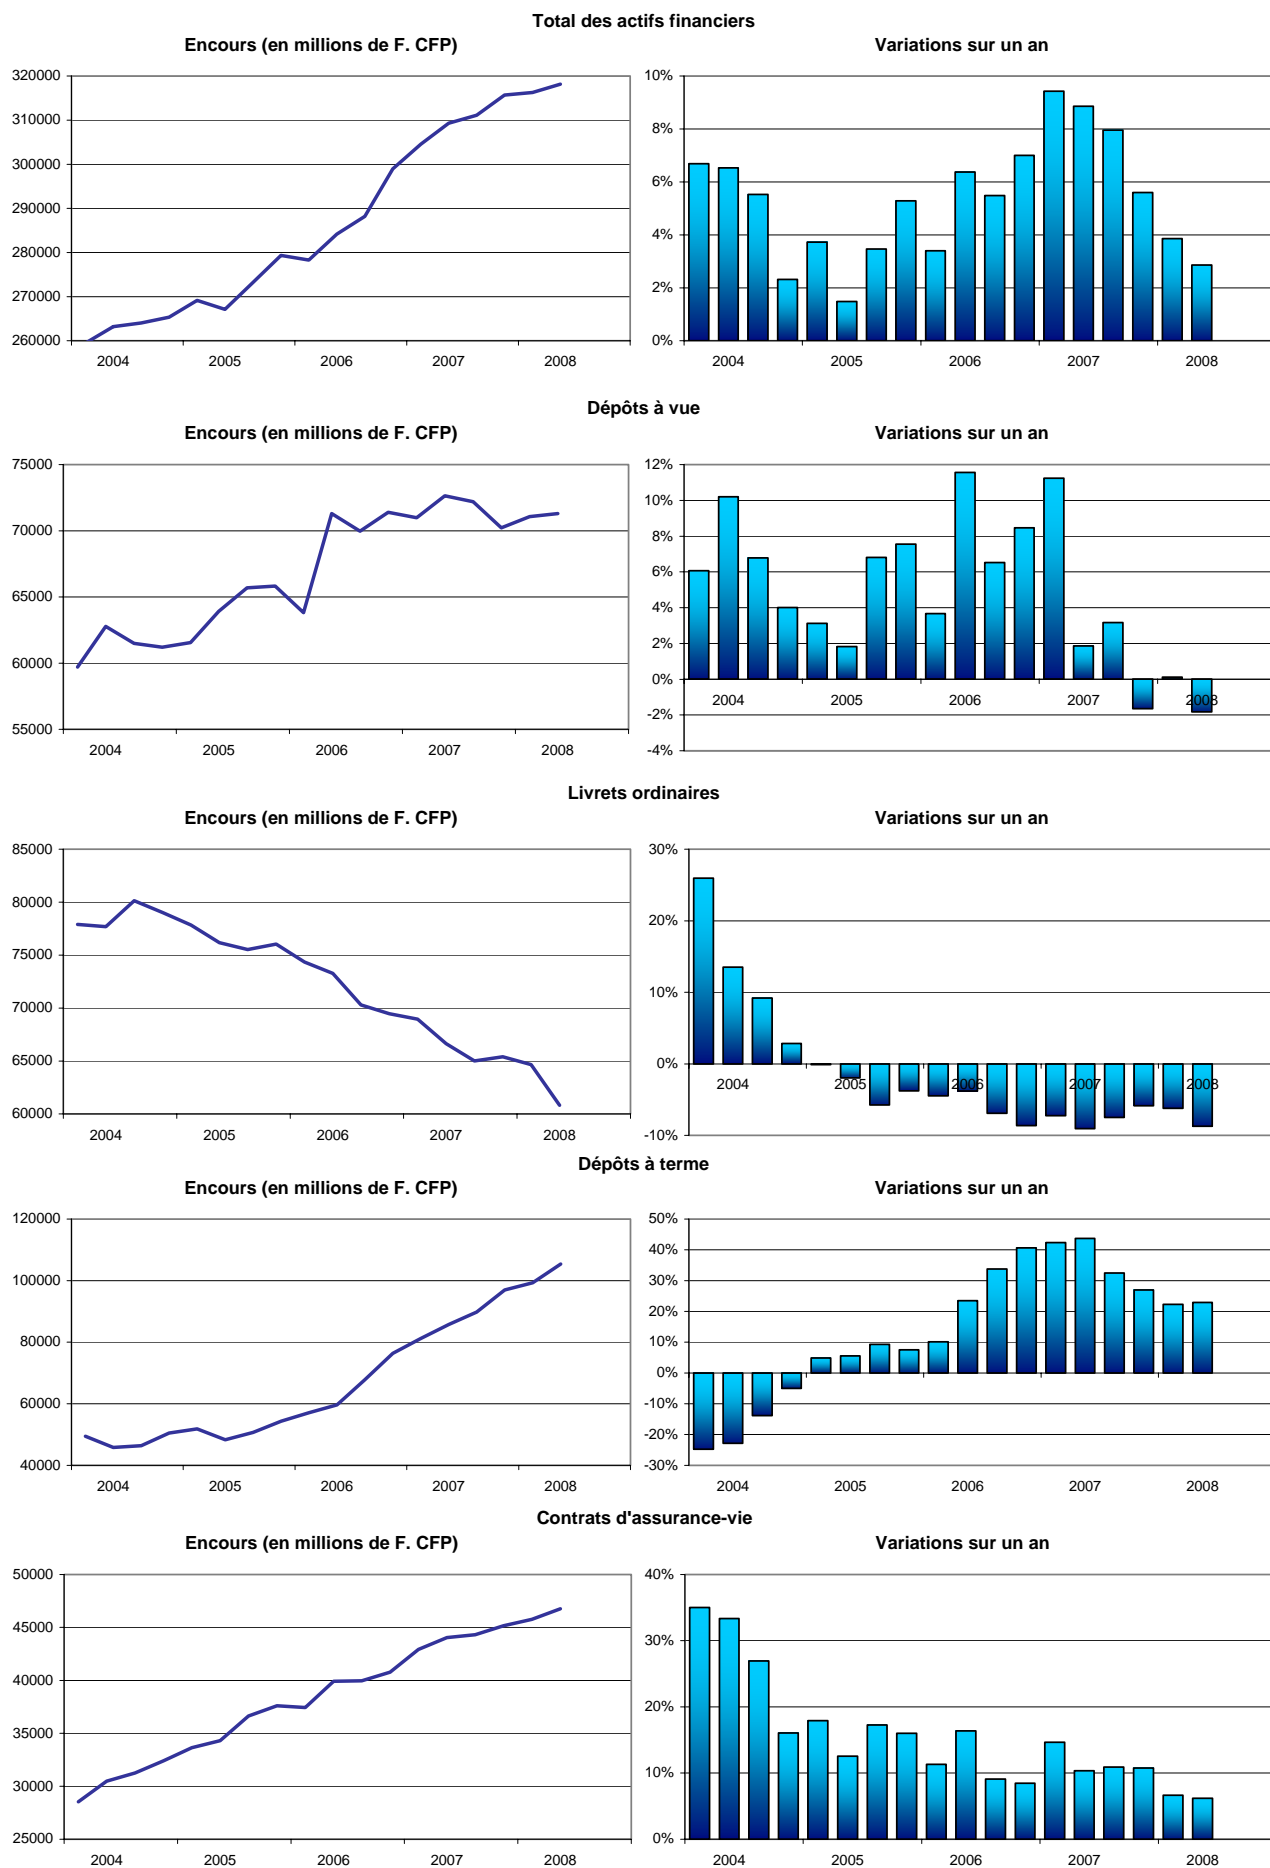 Total des actifs financiers
Encours (en millions de F. CFP)
Variations sur un an
320000
310000
300000
290000
280000
270000
260000
2004 2005 2006 2007 2008
10%
8%
6%
4%
2%
0%
2004 2005 2006 2007 2008
Dépôts à vue
Encours (en millions de F. CFP)
Variations sur un an
75000
70000
65000
60000
55000
2004 2005 2006 2007 2008
12%
10%
8%
6%
4%
2%
0%
-2%
-4%
2004 2005 2006 2007 2008
Livrets ordinaires
Encours (en millions de F. CFP)
Variations sur un an
85000
80000
75000
70000
65000
60000
2004 2005 2006 2007 2008
30%
20%
10%
0%
-10%
2004 2005 2006 2007 2008
Dépôts à terme
Encours (en millions de F. CFP)
Variations sur un an
120000
100000
80000
60000
40000
2004 2005 2006 2007 2008
50%
40%
30%
20%
10%
0%
-10%
-20%
-30%
2004 2005 2006 2007 2008
Contrats d'assurance-vie
Encours (en millions de F. CFP)
Variations sur un an
50000
45000
40000
35000
30000
25000
2004 2005 2006 2007 2008
40%
30%
20%
10%
0%
2004 2005 2006 2007 2008